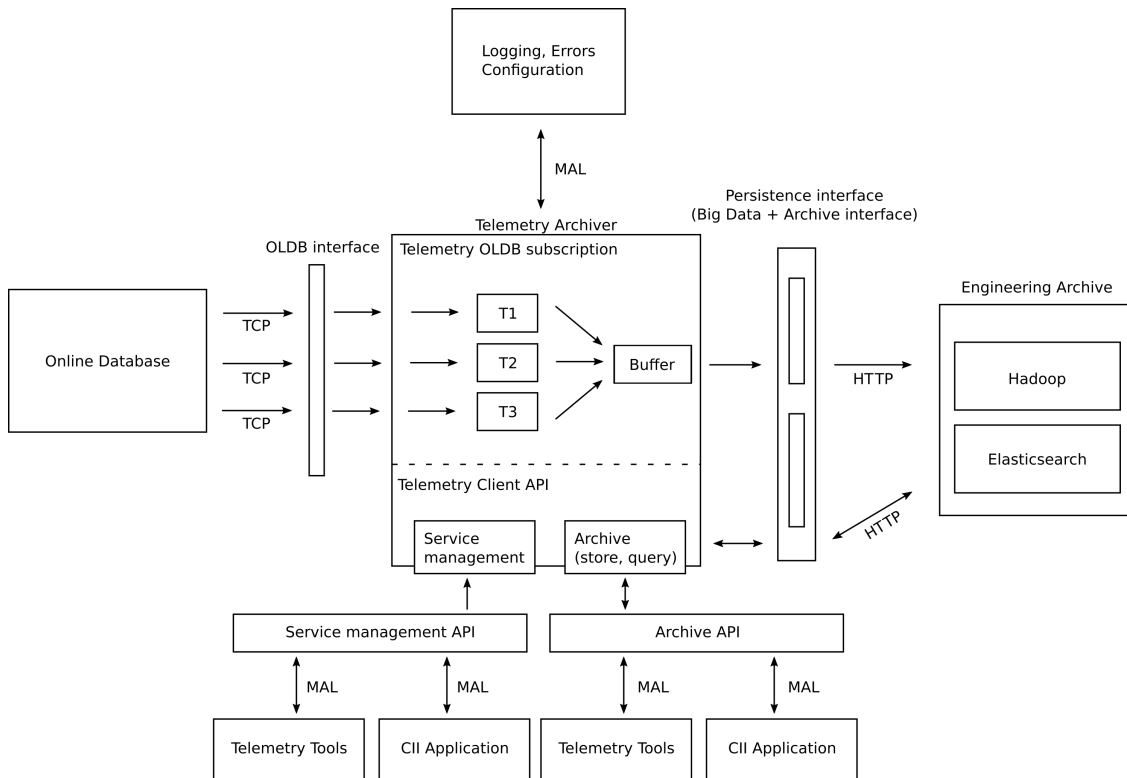 Logging, Errors
Configuration
MAL
Persistence interface
(Big Data + Archive interface)
Telemetry Archiver
OLDB interface
Telemetry OLDB subscription
Engineering Archive
Online Database
TCP
TCP
TCP
T1
T2
T3
Buffer
HTTP
Hadoop
Elasticsearch
Telemetry Client API
Service
management
Archive
(store, query)
HTTP
Service management API
Archive API
MAL
MAL
MAL
MAL
Telemetry Tools
CII Application
Telemetry Tools
CII Application